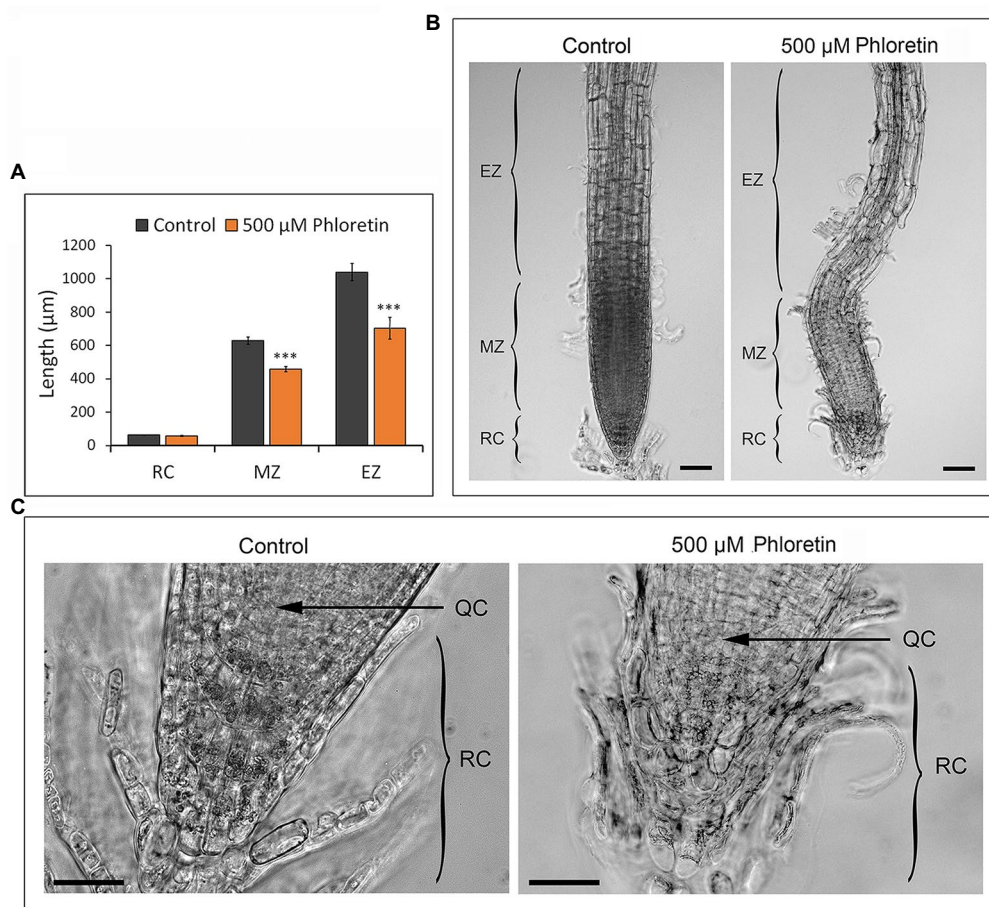 A
Control 500 µM Phloretin
Length (µm)
1200
1000
800
600
400
200
0
***
***
RC MZ EZ
B
Control 500 µM Phloretin
EZ
MZ
RC
EZ
MZ
RC
C
Control 500 µM Phloretin
QC
RC
QC
RC